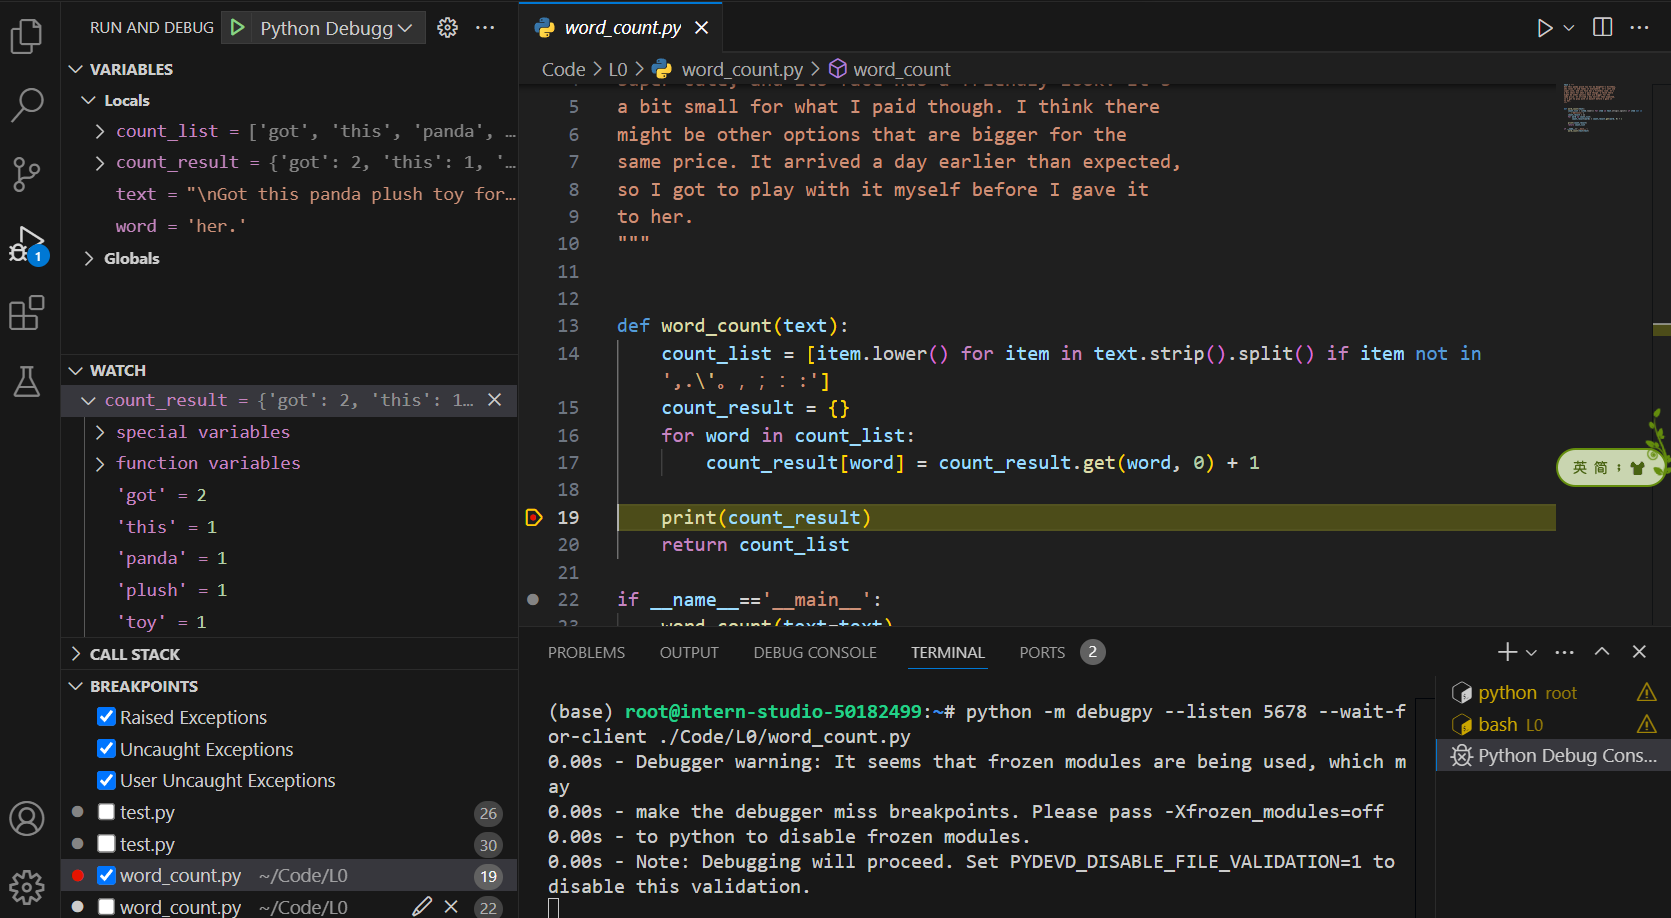 RUN AND DEBUG
Python Debugg
VARIABLES
Locals
count_list = ['got', 'this', 'panda', …
count_result = {'got': 2, 'this': 1, '…
text = "\nGot this panda plush toy for…
word = 'her.'
Globals
WATCH
count_result = {'got': 2, 'this': 1…
special variables
function variables
'got' = 2
'this' = 1
'panda' = 1
'plush' = 1
'toy' = 1
CALL STACK
BREAKPOINTS
Raised Exceptions
Uncaught Exceptions
User Uncaught Exceptions
test.py 26
test.py 30
word_count.py ~/Code/L0 19
word_count.py ~/Code/L0 22
1
word_count.py
Code > L0 > word_count.py > word_count
5 a bit small for what I paid though. I think there
6 might be other options that are bigger for the
7 same price. It arrived a day earlier than expected,
8 so I got to play with it myself before I gave it
9 to her.
10 """
11
12
13 def word_count(text):
14 count_list = [item.lower() for item in text.strip().split() if item not in
',.\'。，；：:']
15 count_result = {}
16 for word in count_list:
17 count_result[word] = count_result.get(word, 0) + 1
18
19 print(count_result)
20 return count_list
21
22 if __name__=='__main__':
23 word_count(text=text)
英 简 ;
PROBLEMS OUTPUT DEBUG CONSOLE TERMINAL PORTS 2
(base) root@intern-studio-50182499:~# python -m debugpy --listen 5678 --wait-f
or-client ./Code/L0/word_count.py
0.00s - Debugger warning: It seems that frozen modules are being used, which m
ay
0.00s - make the debugger miss breakpoints. Please pass -Xfrozen_modules=off
0.00s - to python to disable frozen modules.
0.00s - Note: Debugging will proceed. Set PYDEVD_DISABLE_FILE_VALIDATION=1 to
disable this validation.
python root
bash L0
Python Debug Cons…